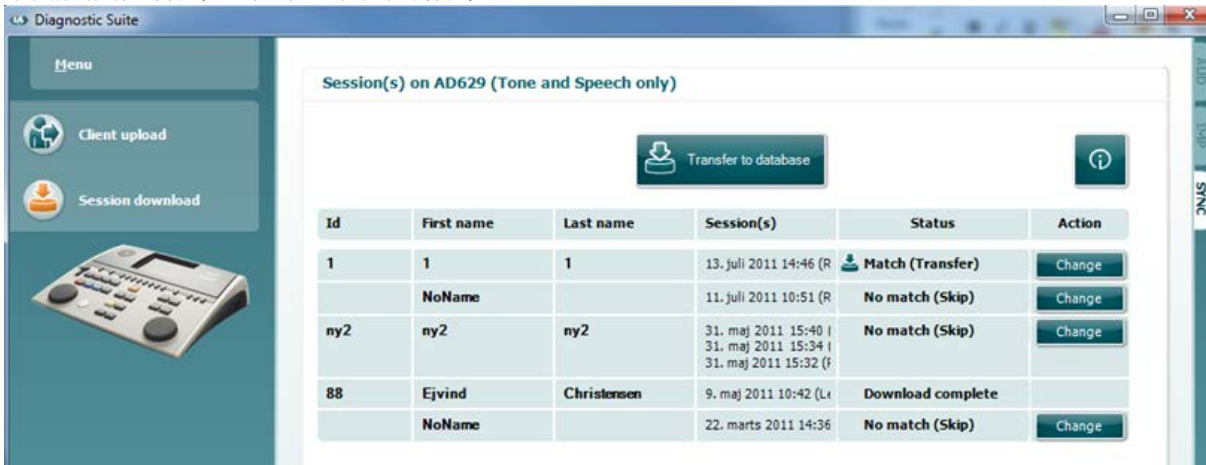 Diagnostic Suite
Menu
Client upload
Session download
Session(s) on AD629 (Tone and Speech only)
Transfer to database
Id First name Last name Session(s) Status Action
1 1 1 13. juli 2011 14:46 (R Match (Transfer) Change
NoName 11. juli 2011 10:51 (R No match (Skip) Change
ny2 ny2 ny2 31. maj 2011 15:40 ( No match (Skip) Change
31. maj 2011 15:34 (
31. maj 2011 15:32 (F
88 Ejvind Christensen 9. maj 2011 10:42 (Le Download complete
NoName 22. marts 2011 14:36 No match (Skip) Change
AUD
IMP
SYNC